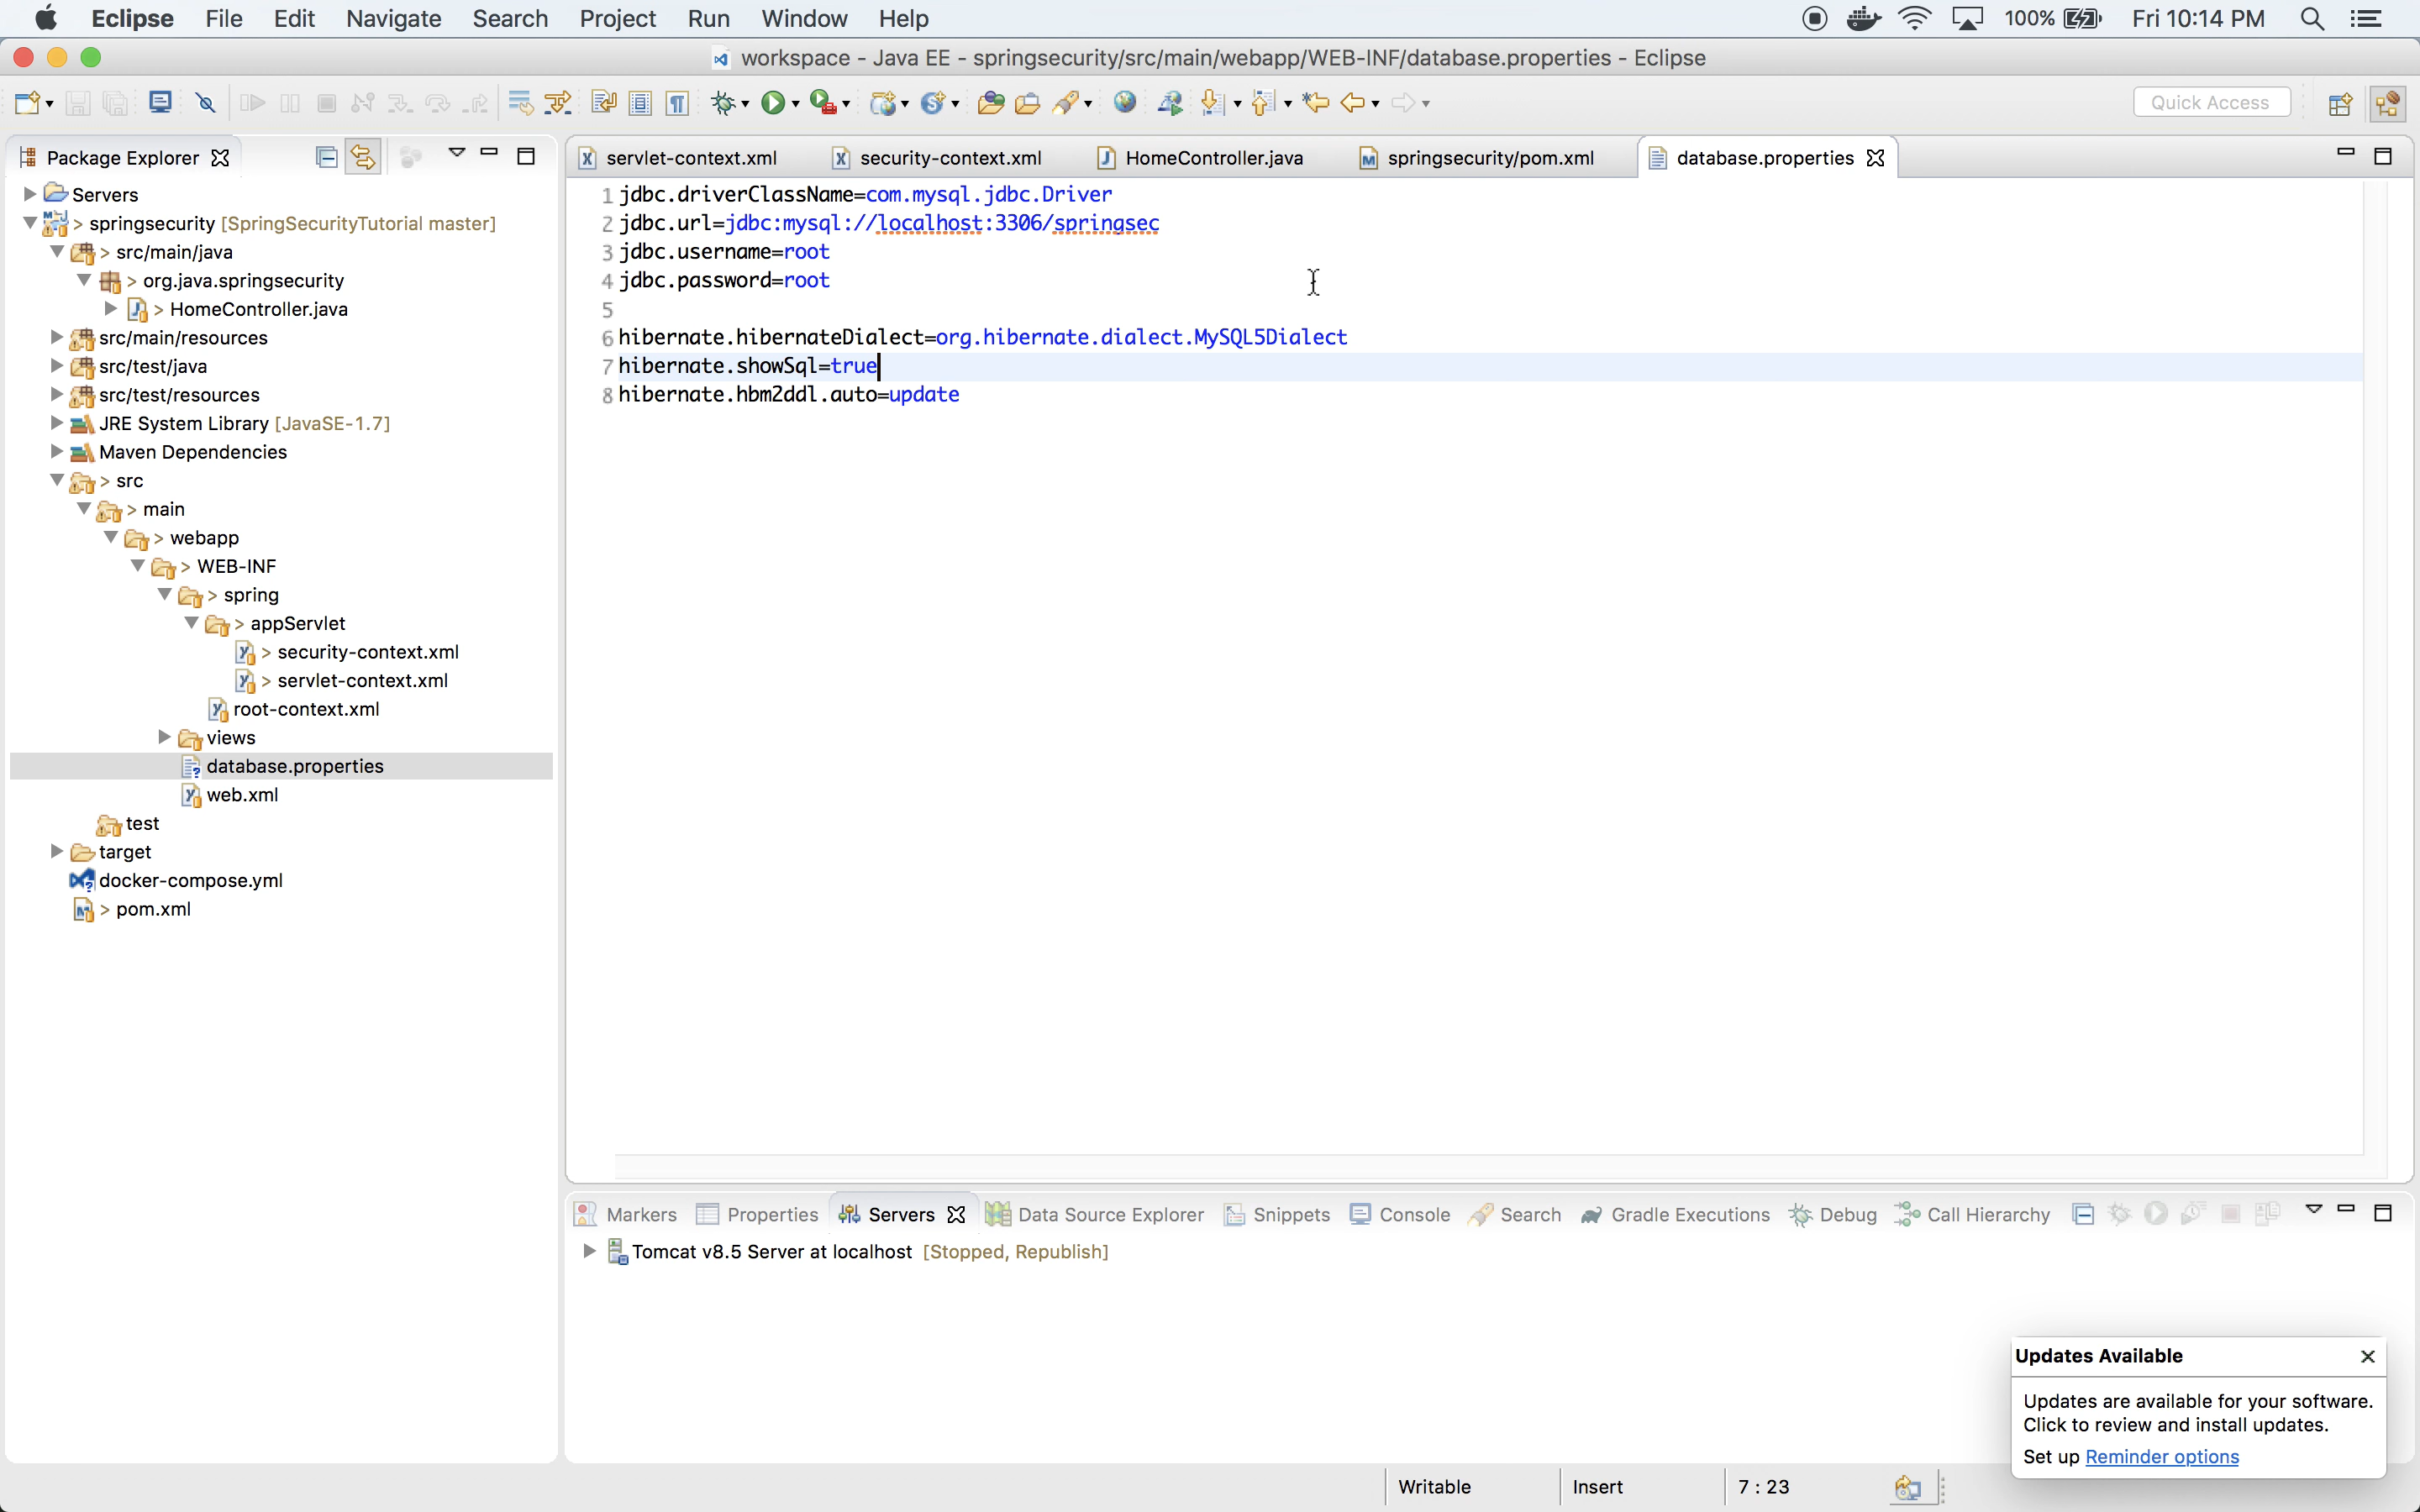 Eclipse File Edit Navigate Search Project Run Window Help 100% Fri 10:14 PM
workspace - Java EE - springsecurity/src/main/webapp/WEB-INF/database.properties - Eclipse
Quick Access
Package Explorer
servlet-context.xml security-context.xml HomeController.java springsecurity/pom.xml database.properties
Servers
> springsecurity [SpringSecurityTutorial master]
> src/main/java
> org.java.springsecurity
> HomeController.java
src/main/resources
src/test/java
src/test/resources
JRE System Library [JavaSE-1.7]
Maven Dependencies
> src
> main
> webapp
> WEB-INF
> spring
> appServlet
> security-context.xml
> servlet-context.xml
root-context.xml
views
database.properties
web.xml
test
target
docker-compose.yml
> pom.xml
1 jdbc.driverClassName=com.mysql.jdbc.Driver
2 jdbc.url=jdbc:mysql://localhost:3306/springsec
3 jdbc.username=root
4 jdbc.password=root
5
6 hibernate.hibernateDialect=org.hibernate.dialect.MySQL5Dialect
7 hibernate.showSql=true
8 hibernate.hbm2ddl.auto=update
Markers Properties Servers Data Source Explorer Snippets Console Search Gradle Executions Debug Call Hierarchy
Tomcat v8.5 Server at localhost [Stopped, Republish]
Updates Available
Updates are available for your software.
Click to review and install updates.
Set up Reminder options
Writable Insert 7 : 23